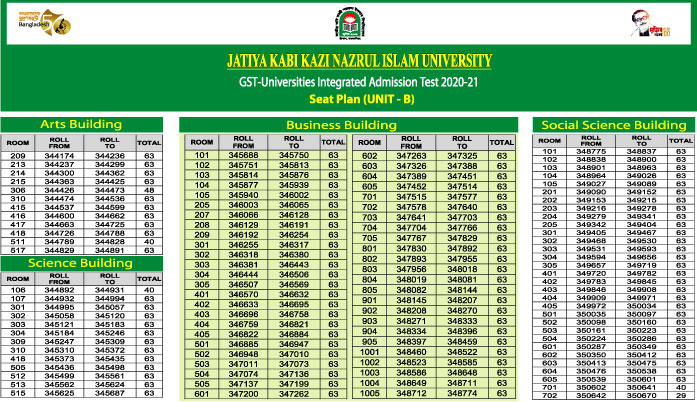 Bangladesh
JATIYA KABI KAZI NAZRUL ISLAM UNIVERSITY
GST-Universities Integrated Admission Test 2020-21
Seat Plan (UNIT - B)
Arts Building
ROOM ROLL FROM ROLL TO TOTAL
209 344174 344236 63
213 344237 344299 63
214 344300 344362 63
215 344363 344425 63
306 344426 344473 48
310 344474 344536 63
415 344537 344599 63
416 344600 344662 63
417 344663 344725 63
418 344726 344788 63
511 344789 344828 40
517 344829 344891 63
Science Building
ROOM ROLL FROM ROLL TO TOTAL
106 344892 344931 40
107 344932 344994 63
301 344995 345057 63
302 345058 345120 63
303 345121 345183 63
304 345184 345246 63
309 345247 345309 63
310 345310 345372 63
418 345373 345435 63
505 345436 345498 63
512 345499 345561 63
513 345562 345624 63
515 345625 345687 63
Business Building
ROOM ROLL FROM ROLL TO TOTAL
101 345688 345750 63
102 345751 345813 63
103 345814 345876 63
104 345877 345939 63
105 345940 346002 63
205 346003 346065 63
206 346066 346128 63
206 346129 346191 63
209 346192 346254 63
301 346255 346317 63
302 346318 346380 63
303 346381 346443 63
304 346444 346506 63
305 346507 346569 63
401 346570 346632 63
402 346633 346695 63
403 346696 346758 63
404 346759 346821 63
405 346822 346884 63
501 346885 346947 63
502 346948 347010 63
503 347011 347073 63
504 347074 347136 63
505 347137 347199 63
601 347200 347262 63
ROOM ROLL FROM ROLL TO TOTAL
602 347263 347325 63
603 347326 347388 63
604 347389 347451 63
605 347452 347514 63
701 347515 347577 63
702 347578 347640 63
703 347641 347703 63
704 347704 347766 63
705 347767 347829 63
801 347830 347892 63
802 347893 347955 63
803 347956 348018 63
804 348019 348081 63
805 348082 348144 63
901 348145 348207 63
902 348208 348270 63
903 348271 348333 63
904 348334 348396 63
905 348397 348459 63
1001 348460 348522 63
1002 348523 348585 63
1003 348586 348648 63
1004 348649 348711 63
1005 348712 348774 63
Social Science Building
ROOM ROLL FROM ROLL TO TOTAL
101 348775 348837 63
102 348838 348900 63
103 348901 348963 63
104 348964 349026 63
105 349027 349089 63
201 349090 349152 63
202 349153 349215 63
203 349216 349278 63
204 349279 349341 63
205 349342 349404 63
301 349405 349467 63
302 349468 349530 63
303 349531 349593 63
304 349594 349656 63
305 349657 349719 63
401 349720 349782 63
402 349783 349845 63
403 349846 349908 63
404 349909 349971 63
405 349972 350034 63
501 350035 350097 63
502 350098 350160 63
503 350161 350223 63
504 350224 350286 63
601 350287 350349 63
602 350350 350412 63
603 350413 350475 63
604 350476 350538 63
605 350539 350601 63
701 350602 350641 40
702 350642 350670 29